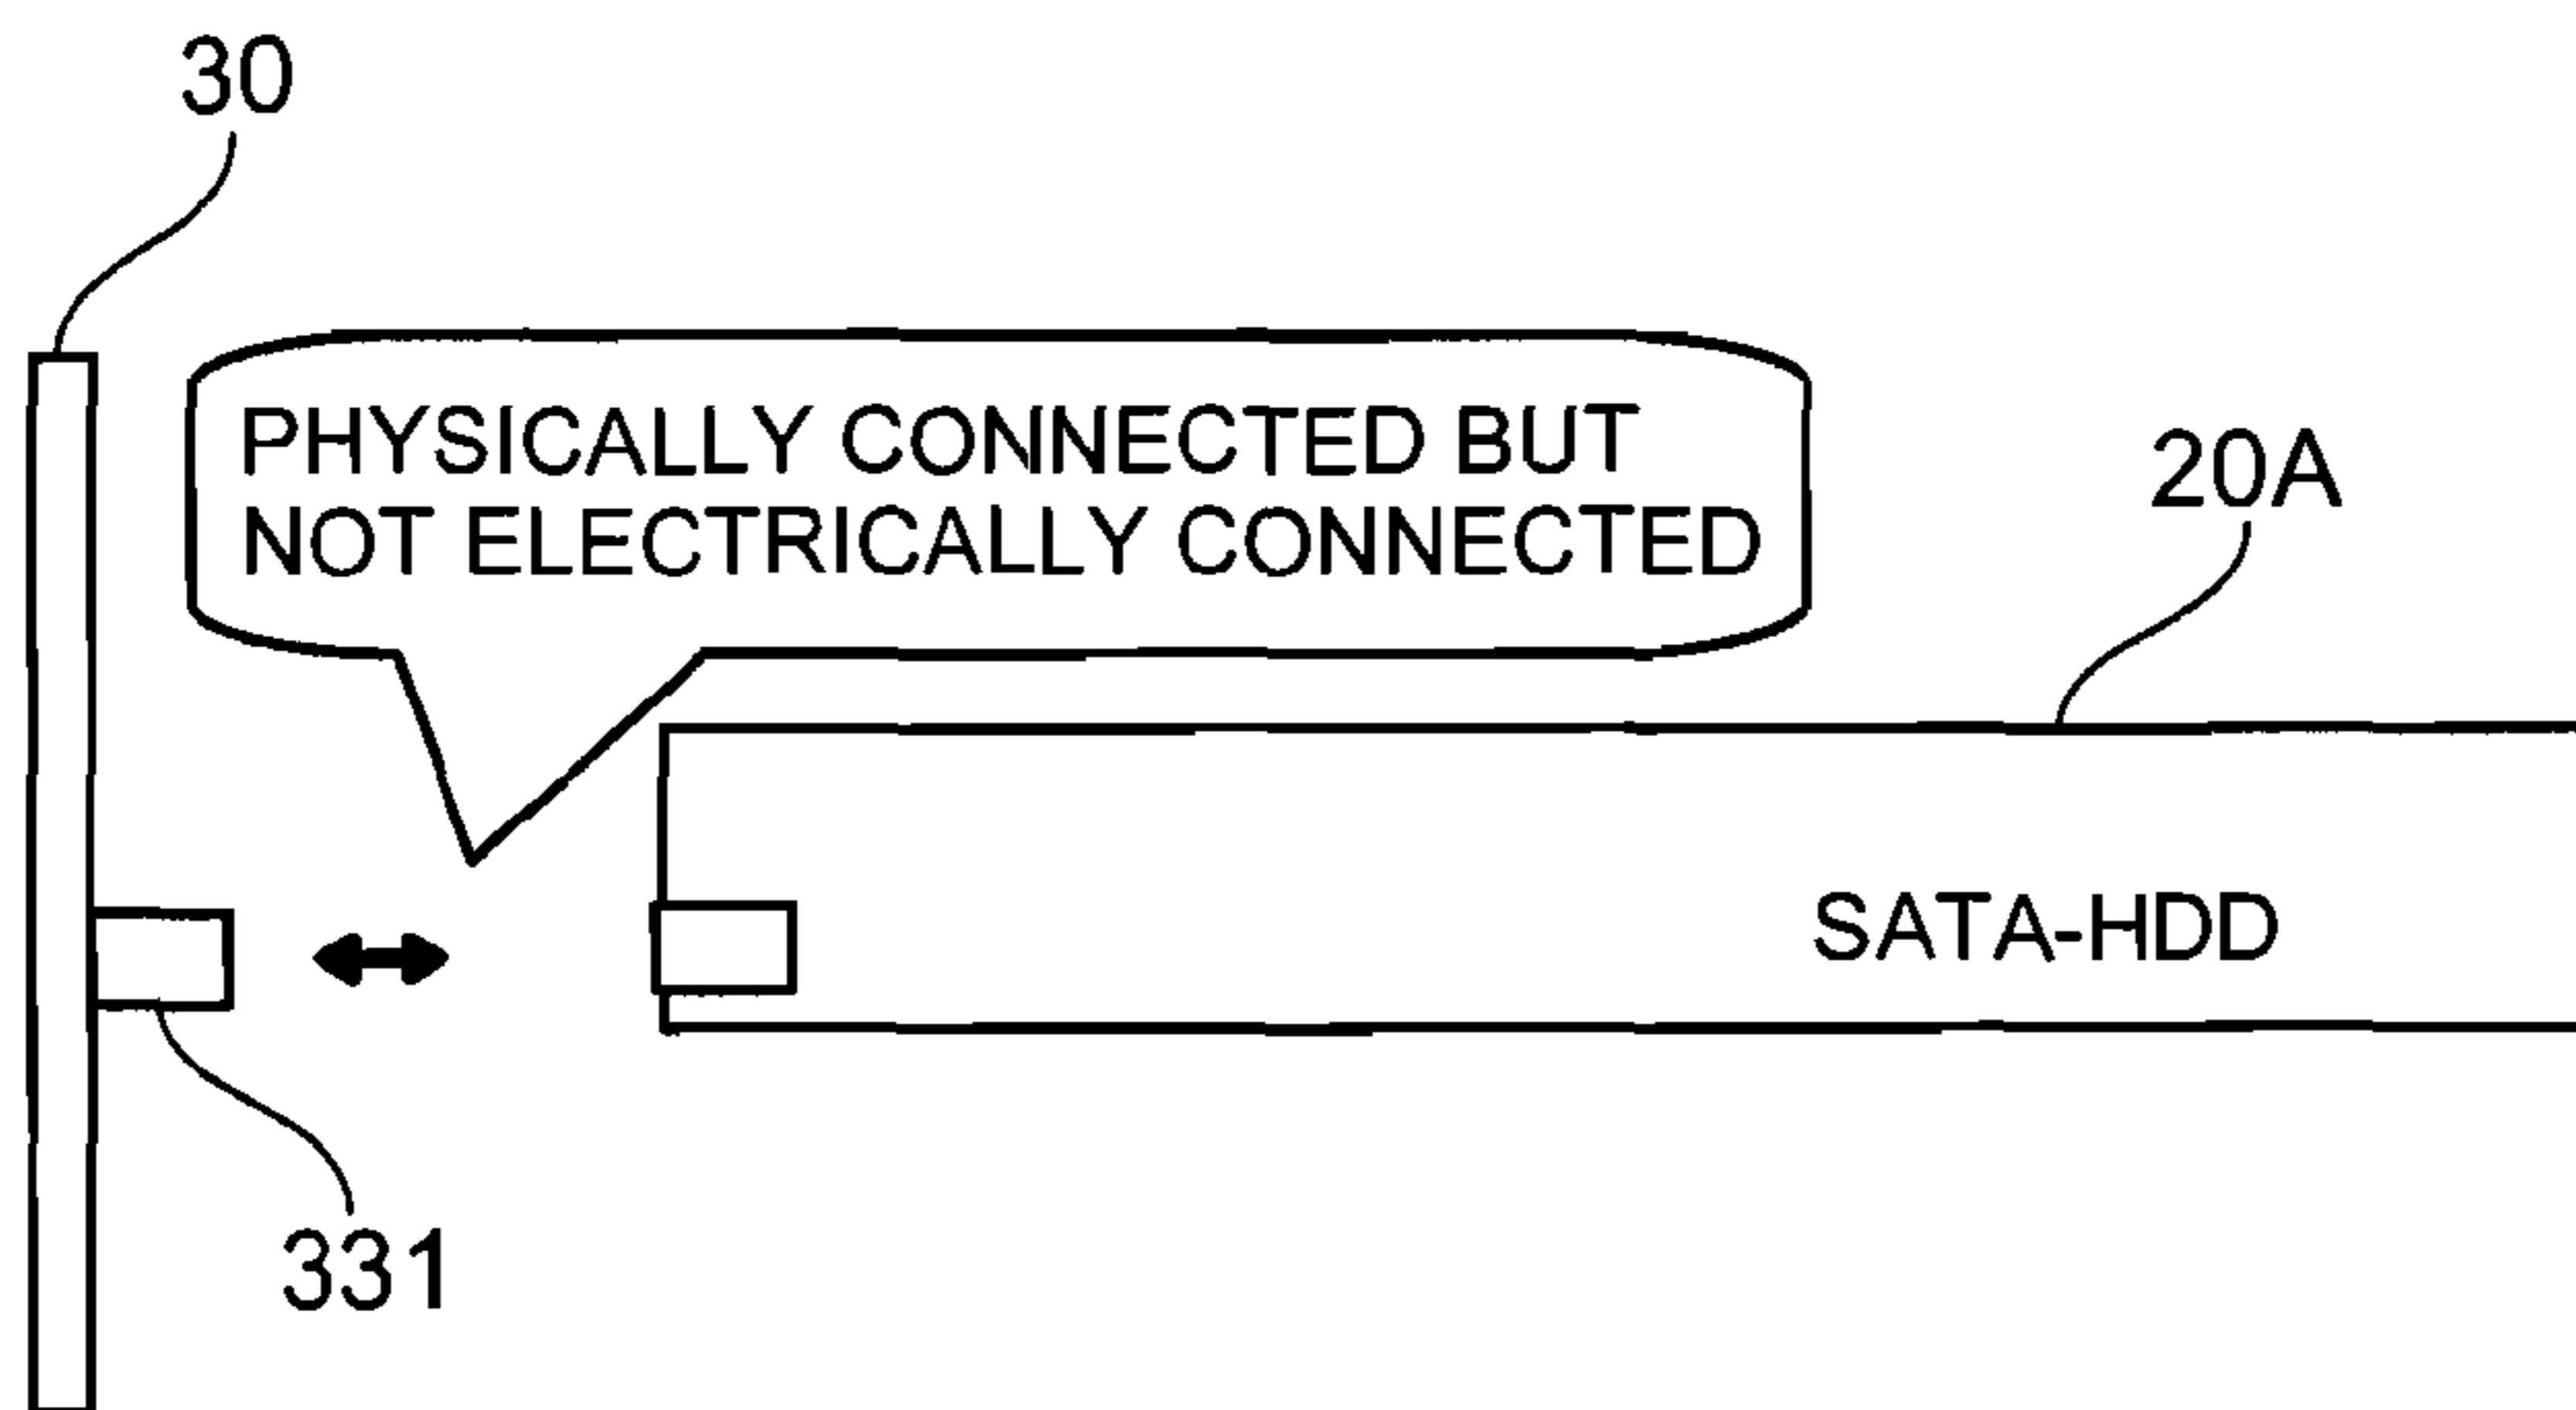 30
PHYSICALLY CONNECTED BUT
NOT ELECTRICALLY CONNECTED
20A
SATA-HDD
331